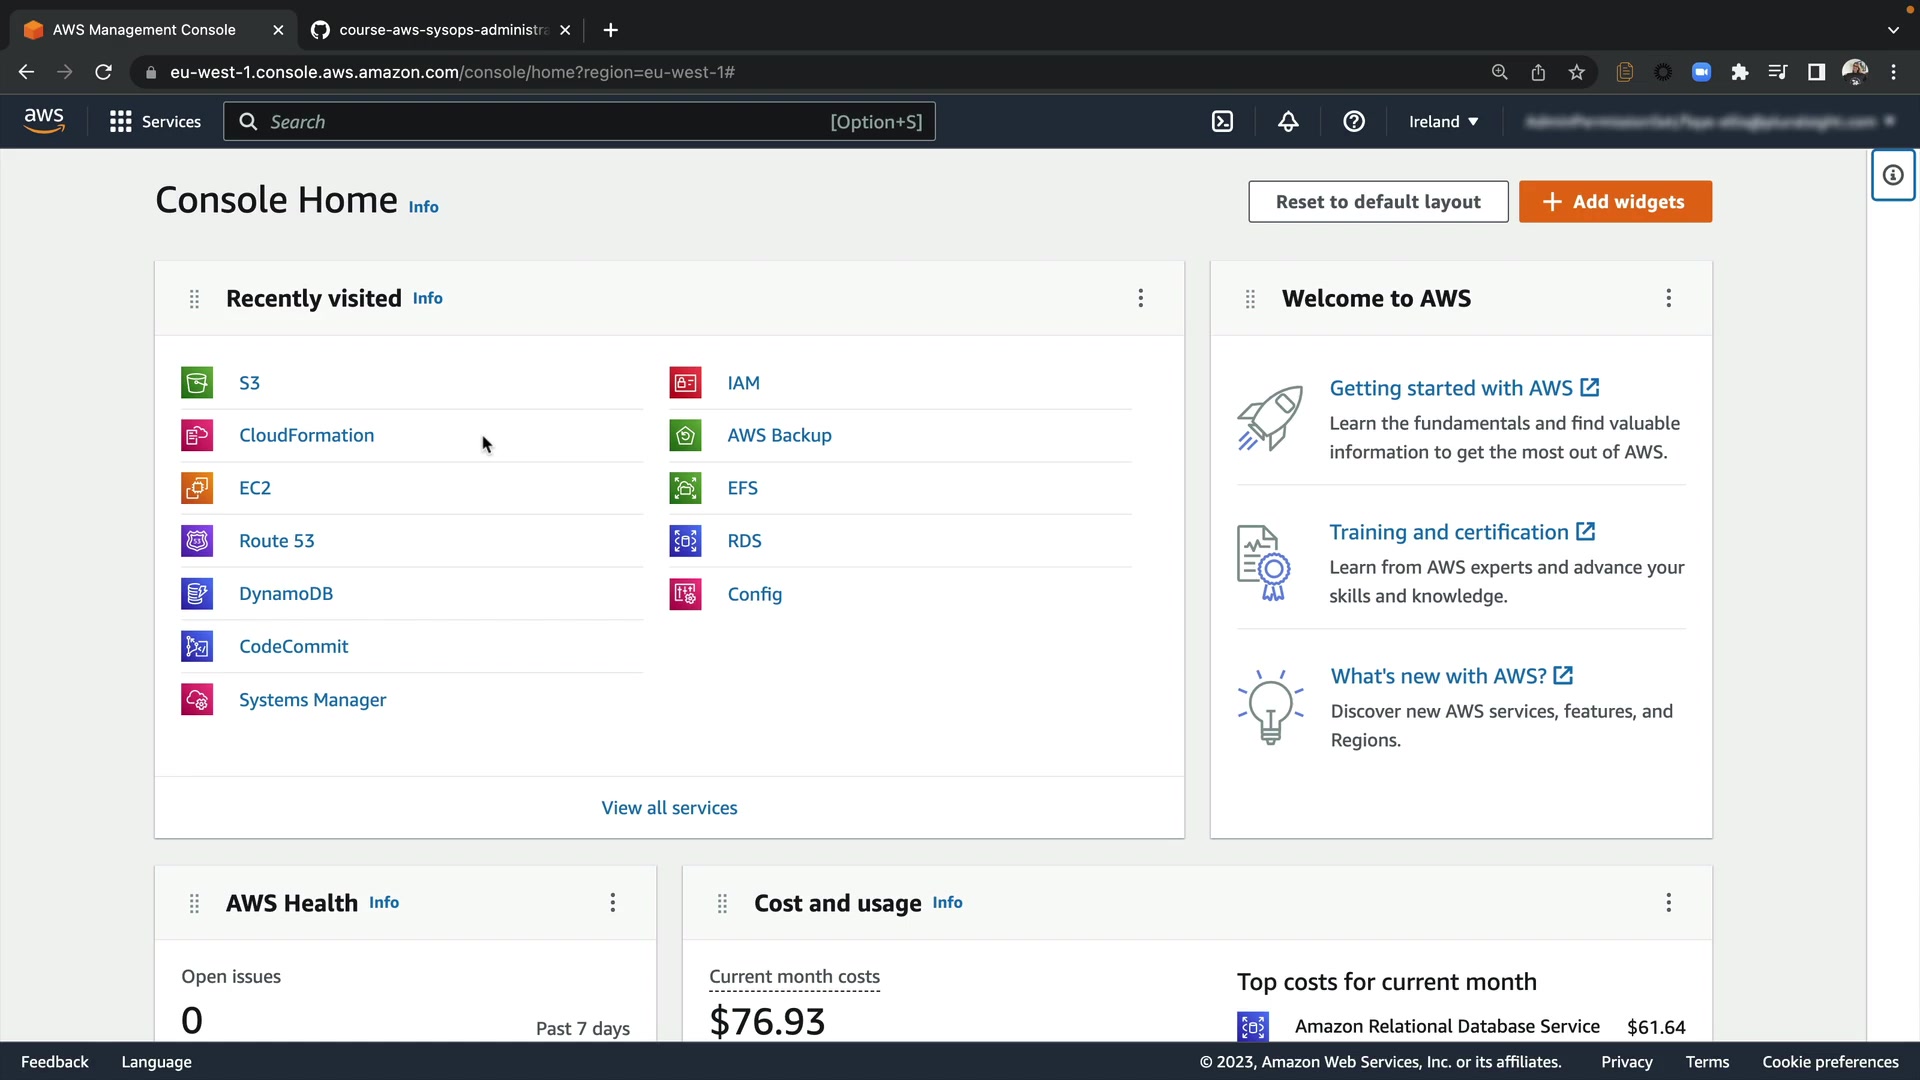 AWS Management Console
course-aws-sysops-administra
eu-west-1.console.aws.amazon.com/console/home?region=eu-west-1#
aws
Services
Search
[Option+S]
Ireland
Console Home
Info
Reset to default layout
Add widgets
Recently visited
Info
S3
CloudFormation
EC2
Route 53
DynamoDB
CodeCommit
Systems Manager
IAM
AWS Backup
EFS
RDS
Config
View all services
Welcome to AWS
Getting started with AWS
Learn the fundamentals and find valuable
information to get the most out of AWS.
Training and certification
Learn from AWS experts and advance your
skills and knowledge.
What's new with AWS?
Discover new AWS services, features, and
Regions.
AWS Health
Info
Open issues
0
Past 7 days
Cost and usage
Info
Current month costs
$76.93
Top costs for current month
Amazon Relational Database Service
$61.64
Feedback
Language
© 2023, Amazon Web Services, Inc. or its affiliates.
Privacy
Terms
Cookie preferences